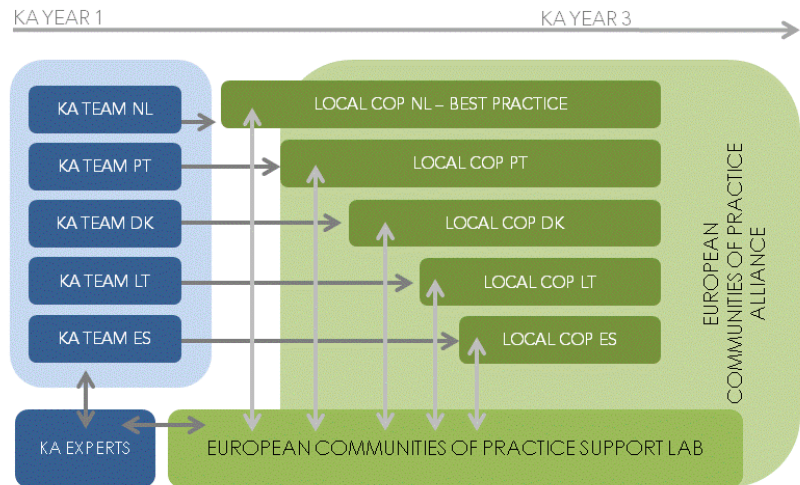 KA YEAR 1
KA YEAR 3
KA TEAM NL
LOCAL COP NL – BEST PRACTICE
KA TEAM PT
LOCAL COP PT
KA TEAM DK
LOCAL COP DK
KA TEAM LT
LOCAL COP LT
KA TEAM ES
LOCAL COP ES
EUROPEAN
COMMUNITIES OF PRACTICE
ALLIANCE
KA EXPERTS
EUROPEAN COMMUNITIES OF PRACTICE SUPPORT LAB